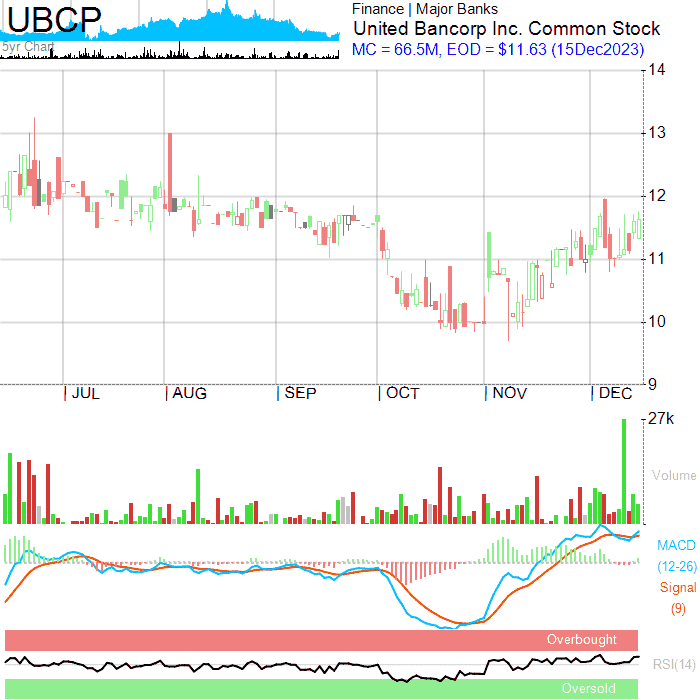 UBCP
5yr Chart
Finance | Major Banks
United Bancorp Inc. Common Stock
MC = 66.5M, EOD = $11.63 (15Dec2023)
14
13
12
11
10
9
JUL AUG SEP OCT NOV DEC
27k
Volume
MACD
(12-26)
Signal
(9)
Overbought
RSI(14)
Oversold